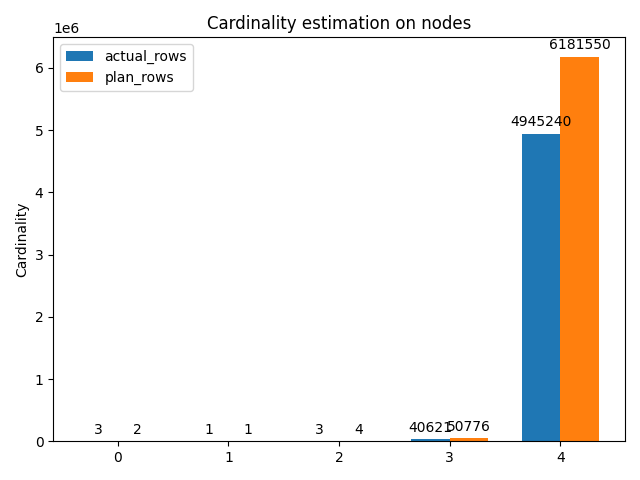 Cardinality estimation on nodes
1e6
actual_rows
plan_rows
6181550
4945240
50776
40621
3 2 1 1 3 4
Cardinality
6
5
4
3
2
1
0
0 1 2 3 4